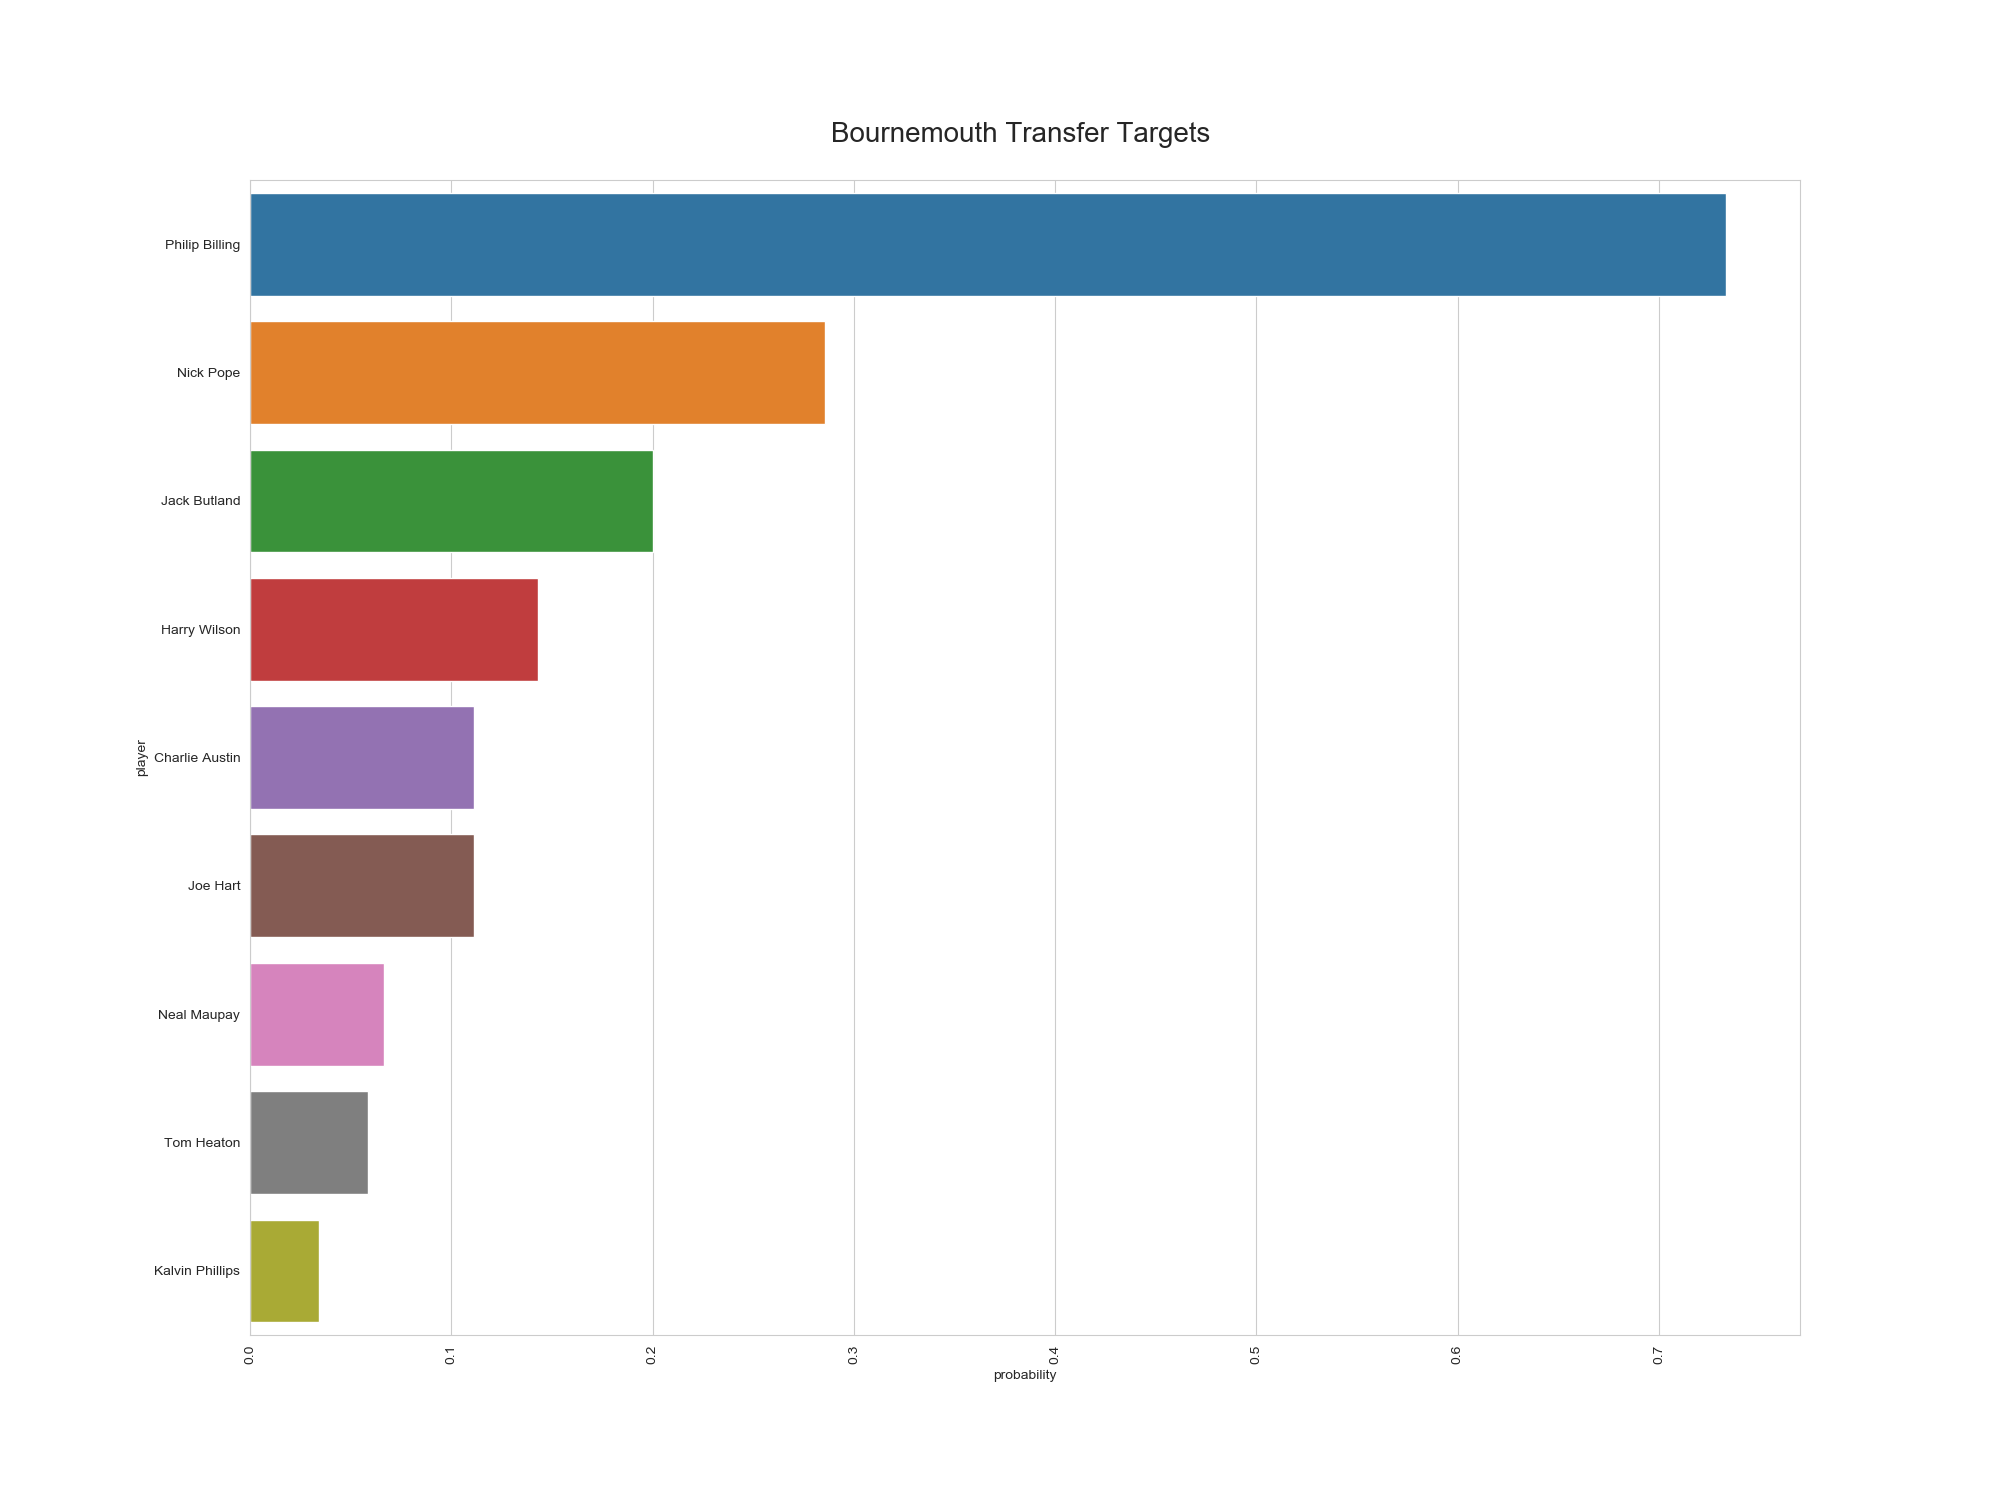 Bournemouth Transfer Targets
Philip Billing
Nick Pope
Jack Butland
Harry Wilson
Charlie Austin
Joe Hart
Neal Maupay
Tom Heaton
Kalvin Phillips
player
0.0
0.1
0.2
0.3
0.4
0.5
0.6
0.7
probability